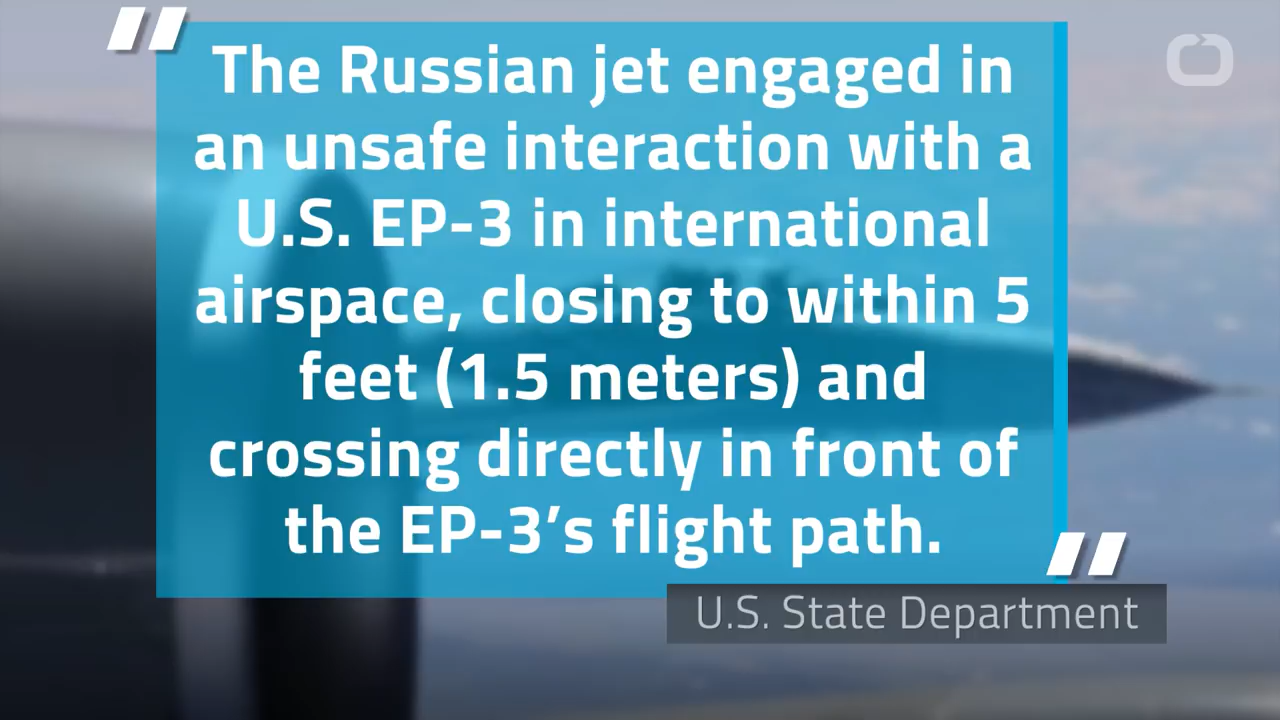 "The Russian jet engaged in
an unsafe interaction with a
U.S. EP-3 in international
airspace, closing to within 5
feet (1.5 meters) and
crossing directly in front of
the EP-3's flight path."
U.S. State Department